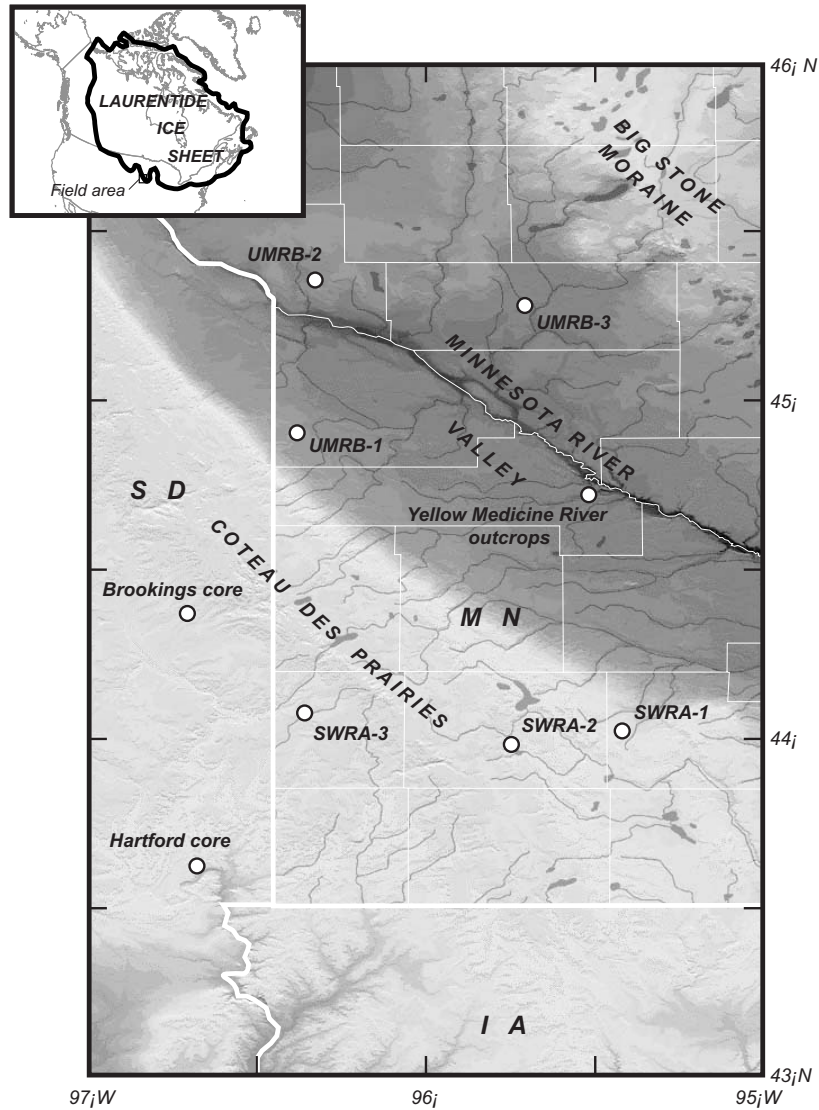 LAURENTIDE
ICE
SHEET
Field area
46¡ N
BIG STONE
MORAINE
UMRB-2
UMRB-3
MINNESOTA RIVER
VALLEY
45¡
UMRB-1
S D
Yellow Medicine River
outcrops
COTEAU DES PRAIRIES
Brookings core
M N
SWRA-3
SWRA-2
SWRA-1
44¡
Hartford core
I A
43¡N
97¡W
96¡
95¡W